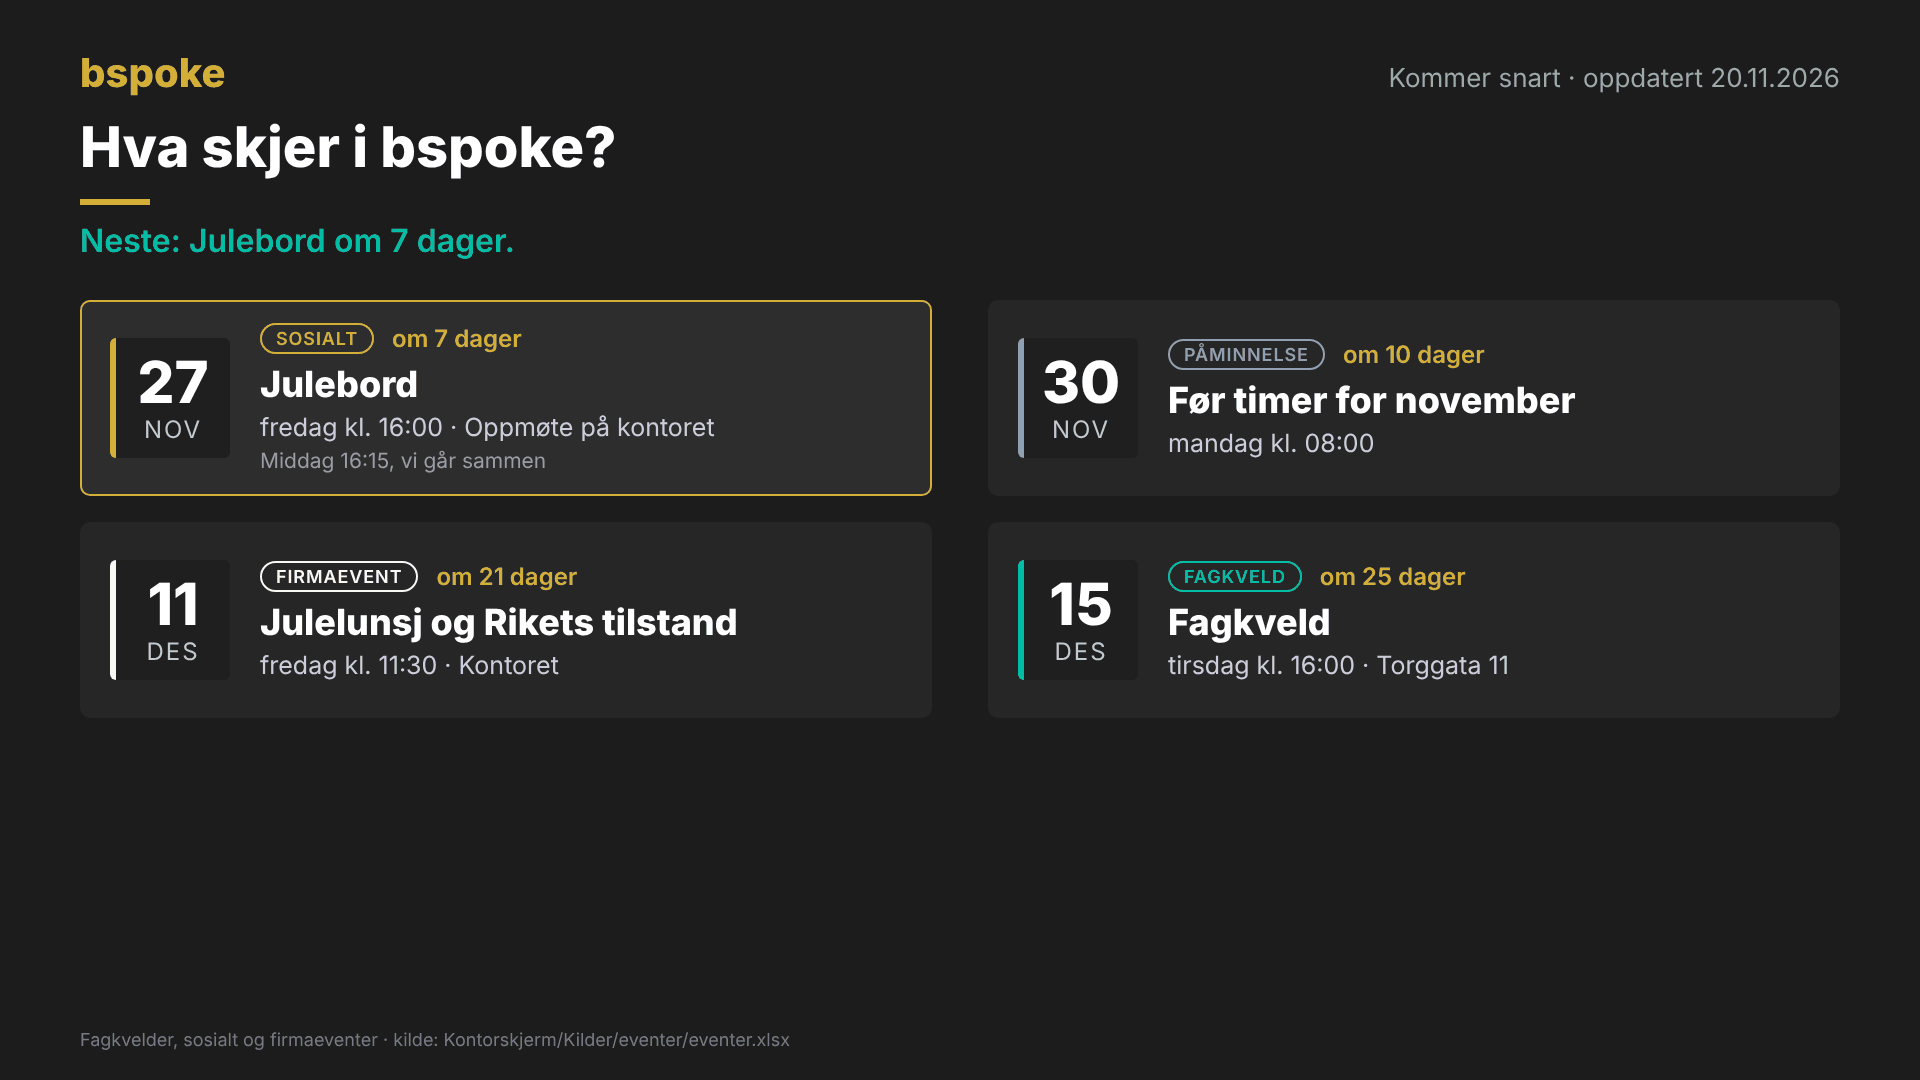 bspoke
Kommer snart · oppdatert 20.11.2026
Hva skjer i bspoke?
Neste: Julebord om 7 dager.
27
NOV
SOSIALT
om 7 dager
Julebord
fredag kl. 16:00 · Oppmøte på kontoret
Middag 16:15, vi går sammen
30
NOV
PÅMINNELSE
om 10 dager
Før timer for november
mandag kl. 08:00
11
DES
FIRMAEVENT
om 21 dager
Julelunsj og Rikets tilstand
fredag kl. 11:30 · Kontoret
15
DES
FAGKVELD
om 25 dager
Fagkveld
tirsdag kl. 16:00 · Torggata 11
Fagkvelder, sosialt og firmaeventer · kilde: Kontorskjerm/Kilder/eventer/eventer.xlsx